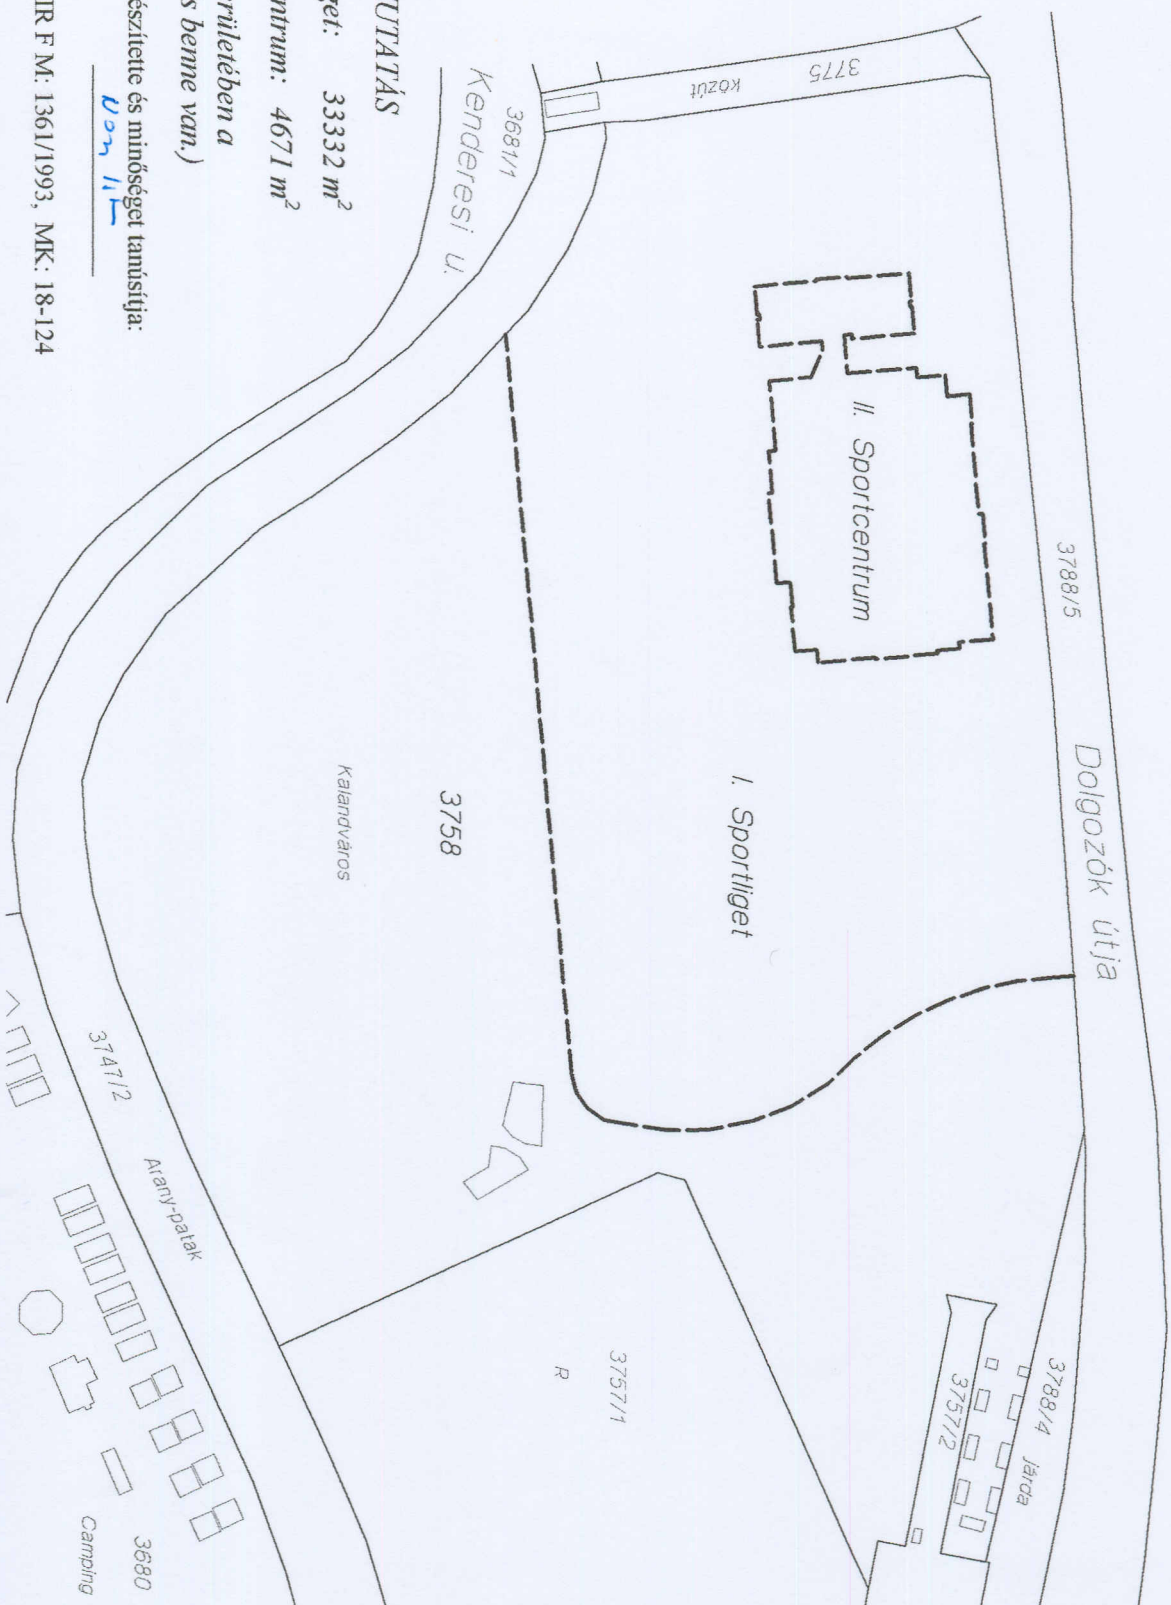 UTATÁS
get: 33332 m²
ntrum: 4671 m²
rületében a
s benne van.)
észítette és minőséget tanúsítja:
IR F M: 1361/1993, MK: 18-124
3775
közút
3681/1
Kenderesi u.
II. Sportcentrum
3788/5
Dolgozók útja
I. Sportliget
3758
Kalandváros
3747/2
Arany-patak
3757/1
R
3757/2
3788/4 járda
3680
Camping